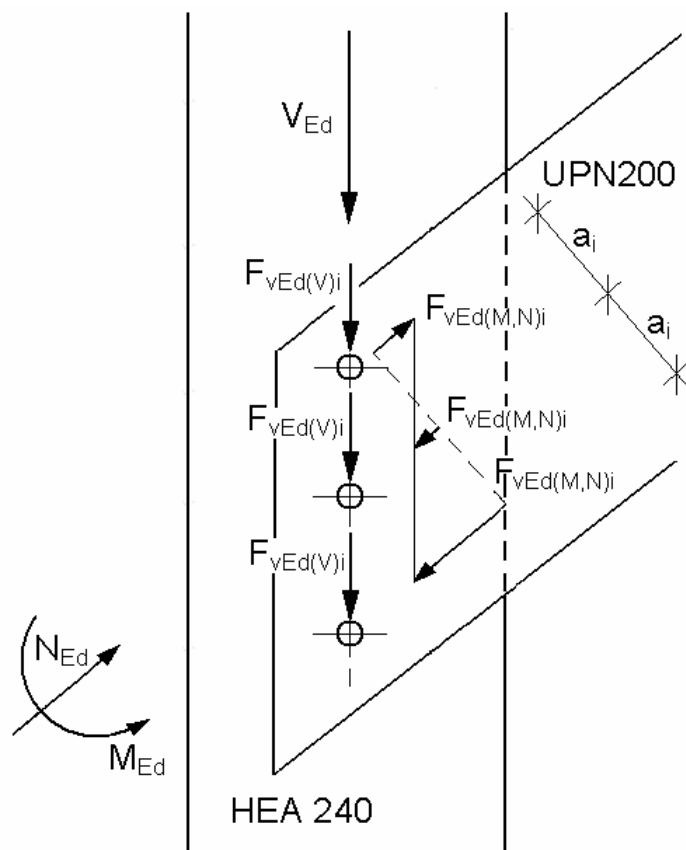 V_Ed
UPN200
a_i
F_vEd(V)i
F_vEd(M,N)i
a_i
F_vEd(V)i
F_vEd(M,N)i
F_vEd(M,N)i
F_vEd(V)i
N_Ed
M_Ed
HEA 240